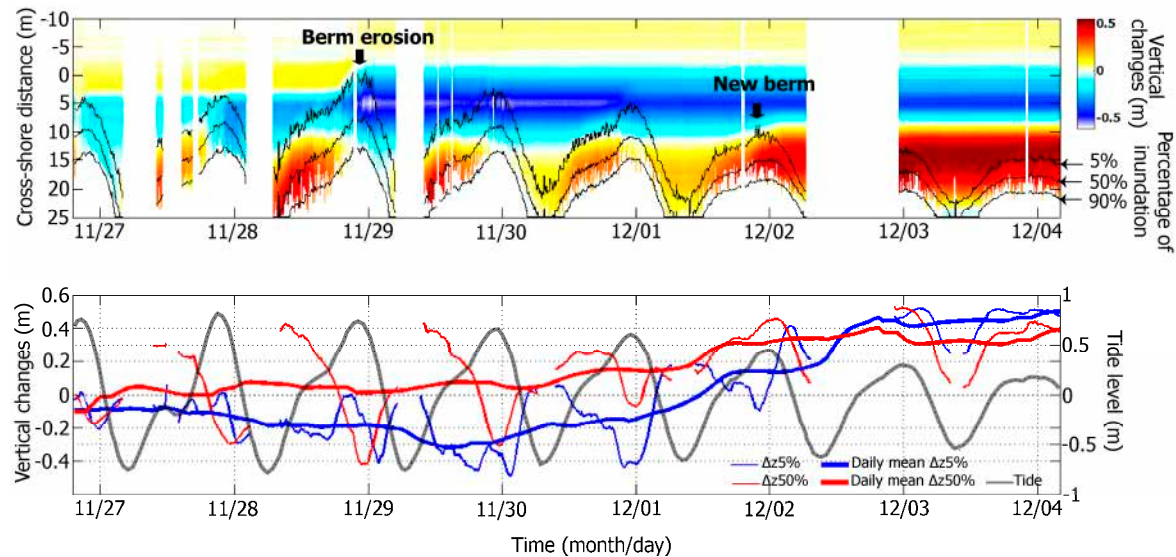 -10
-5
0
5
10
15
20
25
Cross-shore distance (m)
Berm erosion
New berm
11/27
11/28
11/29
11/30
12/01
12/02
12/03
12/04
0.5
0
-0.5
Vertical
changes (m)
Percentage of
inundation
5%
50%
90%
0.6
0.4
0.2
0
-0.2
-0.4
Vertical changes (m)
1
0.5
0
-0.5
-1
Tide level (m)
Δz5%
Daily mean Δz5%
Δz50%
Daily mean Δz50%
Tide
11/27
11/28
11/29
11/30
12/01
12/02
12/03
12/04
Time (month/day)